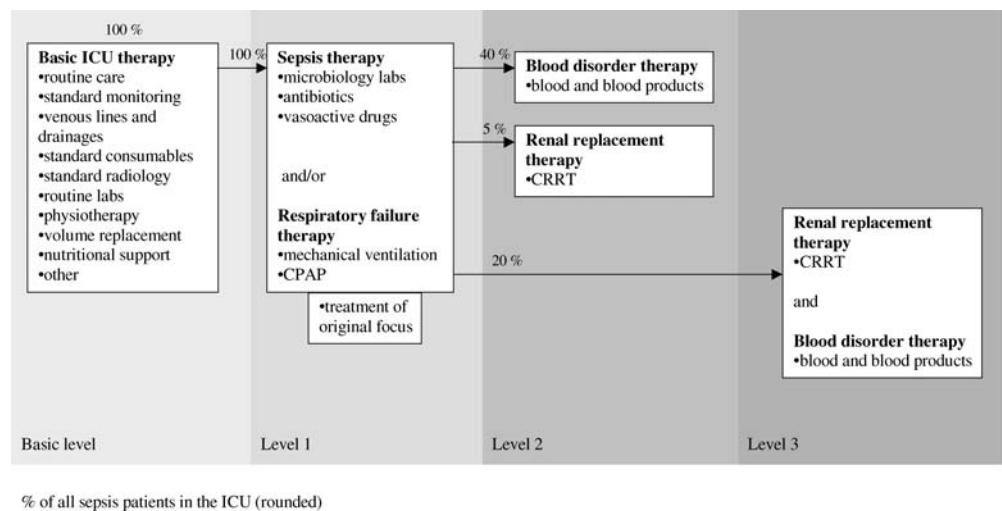 100 %
Basic ICU therapy
•routine care
•standard monitoring
•venous lines and
drainages
•standard consumables
•standard radiology
•routine labs
•physiotherapy
•volume replacement
•nutritional support
•other
100 %
Sepsis therapy
•microbiology labs
•antibiotics
•vasoactive drugs
and/or
Respiratory failure
therapy
•mechanical ventilation
•CPAP
•treatment of
original focus
40 %
Blood disorder therapy
•blood and blood products
5 %
Renal replacement
therapy
•CRRT
20 %
Renal replacement
therapy
•CRRT
and
Blood disorder therapy
•blood and blood products
Basic level
Level 1
Level 2
Level 3
% of all sepsis patients in the ICU (rounded)